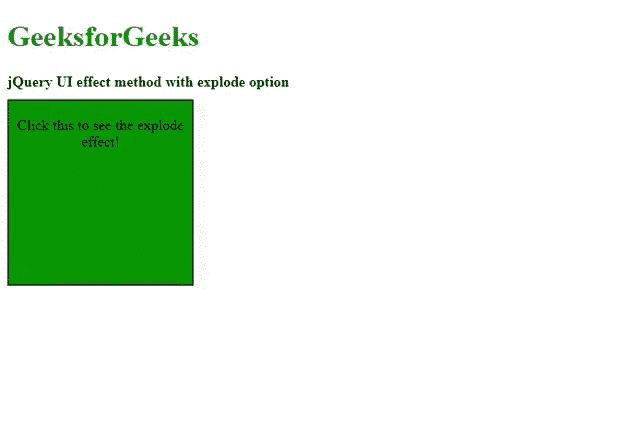 GeeksforGeeks
jQuery UI effect method with explode option
Click this to see the explode
effect!